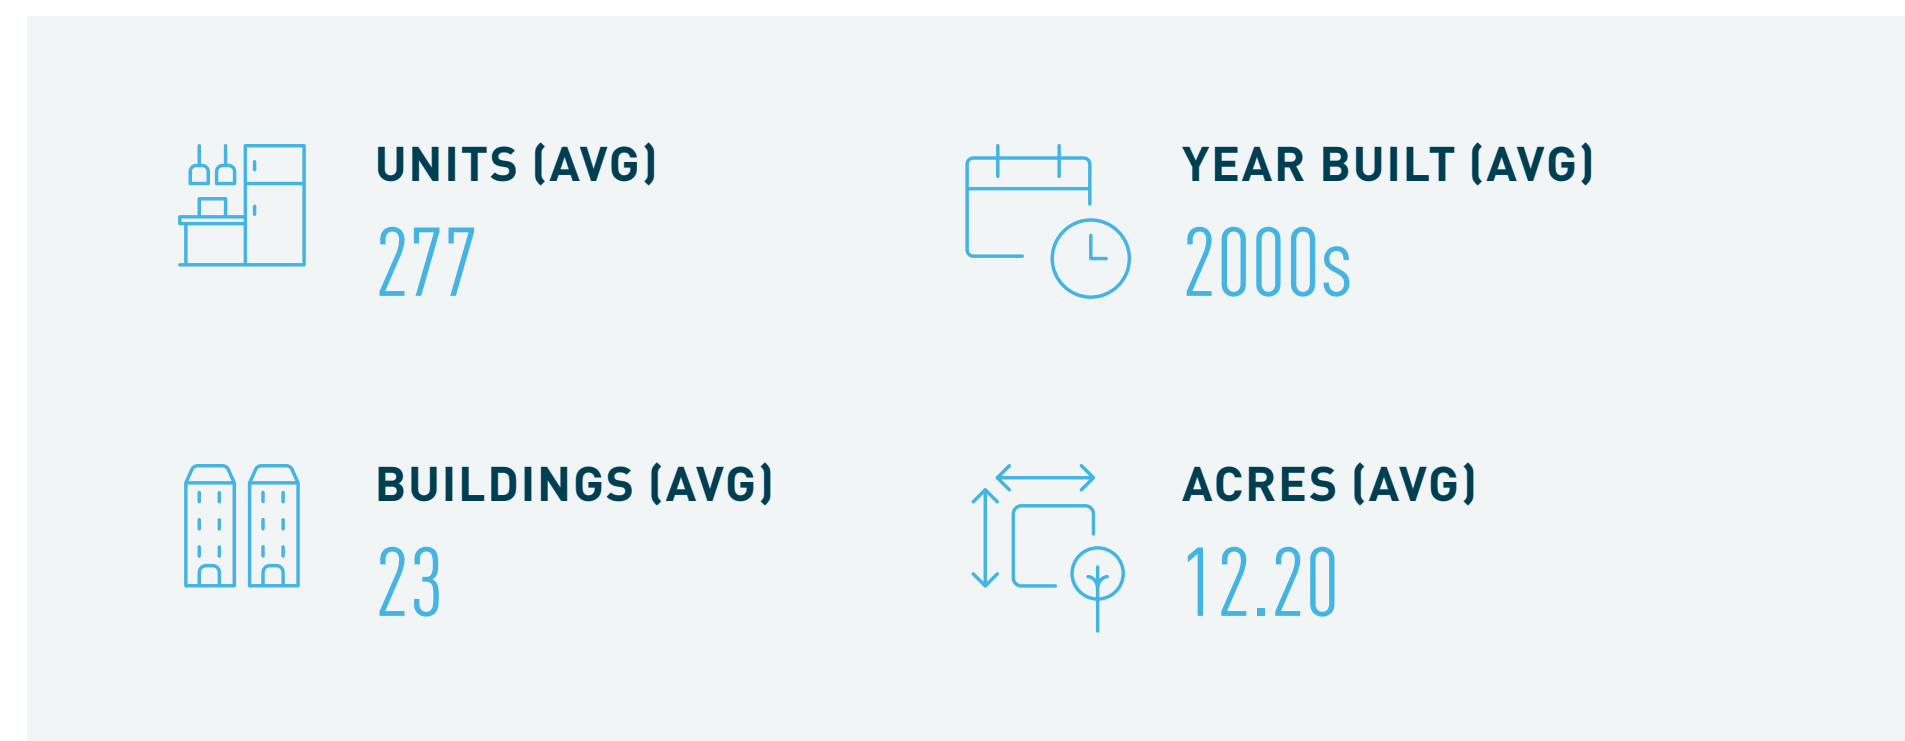 UNITS (AVG)
277
YEAR BUILT (AVG)
2000s
BUILDINGS (AVG)
23
ACRES (AVG)
12.20